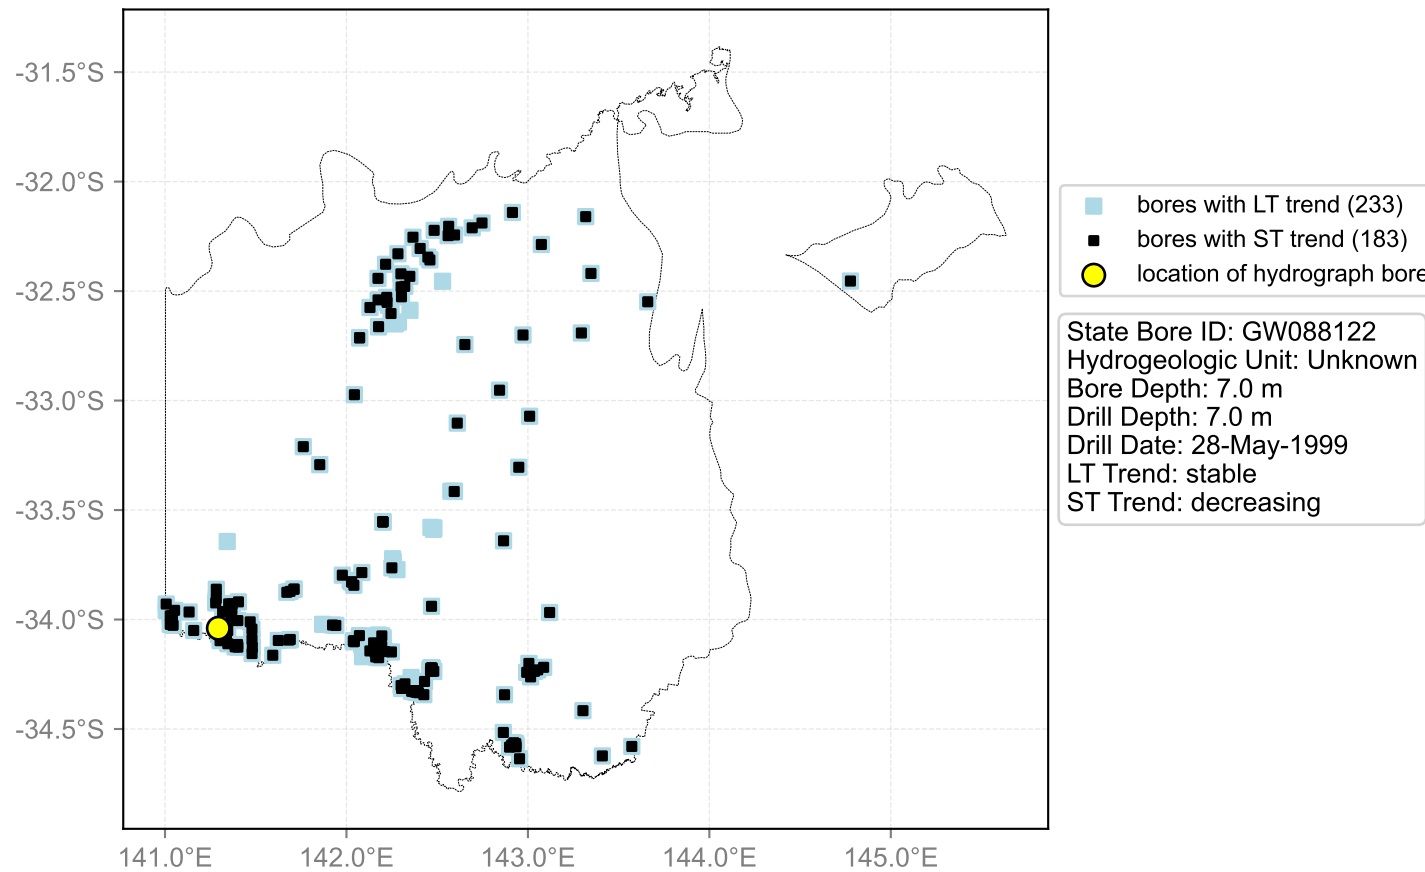 -31.5°S
-32.0°S
-32.5°S
-33.0°S
-33.5°S
-34.0°S
-34.5°S
141.0°E 142.0°E 143.0°E 144.0°E 145.0°E
bores with LT trend (233)
bores with ST trend (183)
location of hydrograph bore
State Bore ID: GW088122
Hydrogeologic Unit: Unknown
Bore Depth: 7.0 m
Drill Depth: 7.0 m
Drill Date: 28-May-1999
LT Trend: stable
ST Trend: decreasing